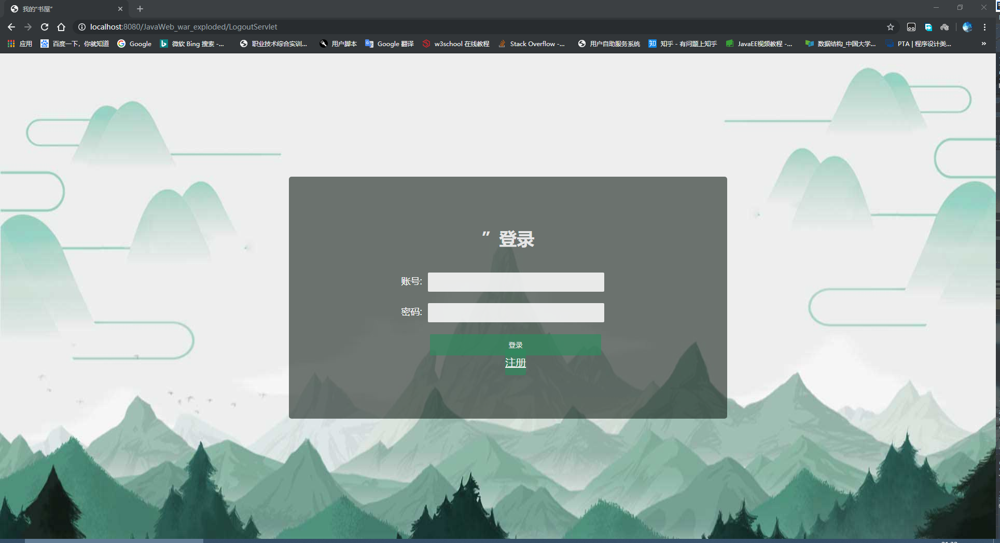 我的“书屋”
localhost:8080/JavaWeb_war_exploded/LogoutServlet
应用 百度一下，你就知道 Google 微软 Bing 搜索 -... 职业技术综合实训... 用户脚本 Google 翻译 w3school 在线教程 Stack Overflow -... 用户自助服务系统 知乎 - 有问题上知乎 JavaEE视频教程 -... 数据结构_中国大学... PTA | 程序设计类... »
” 登录
账号:
密码:
登录
注册